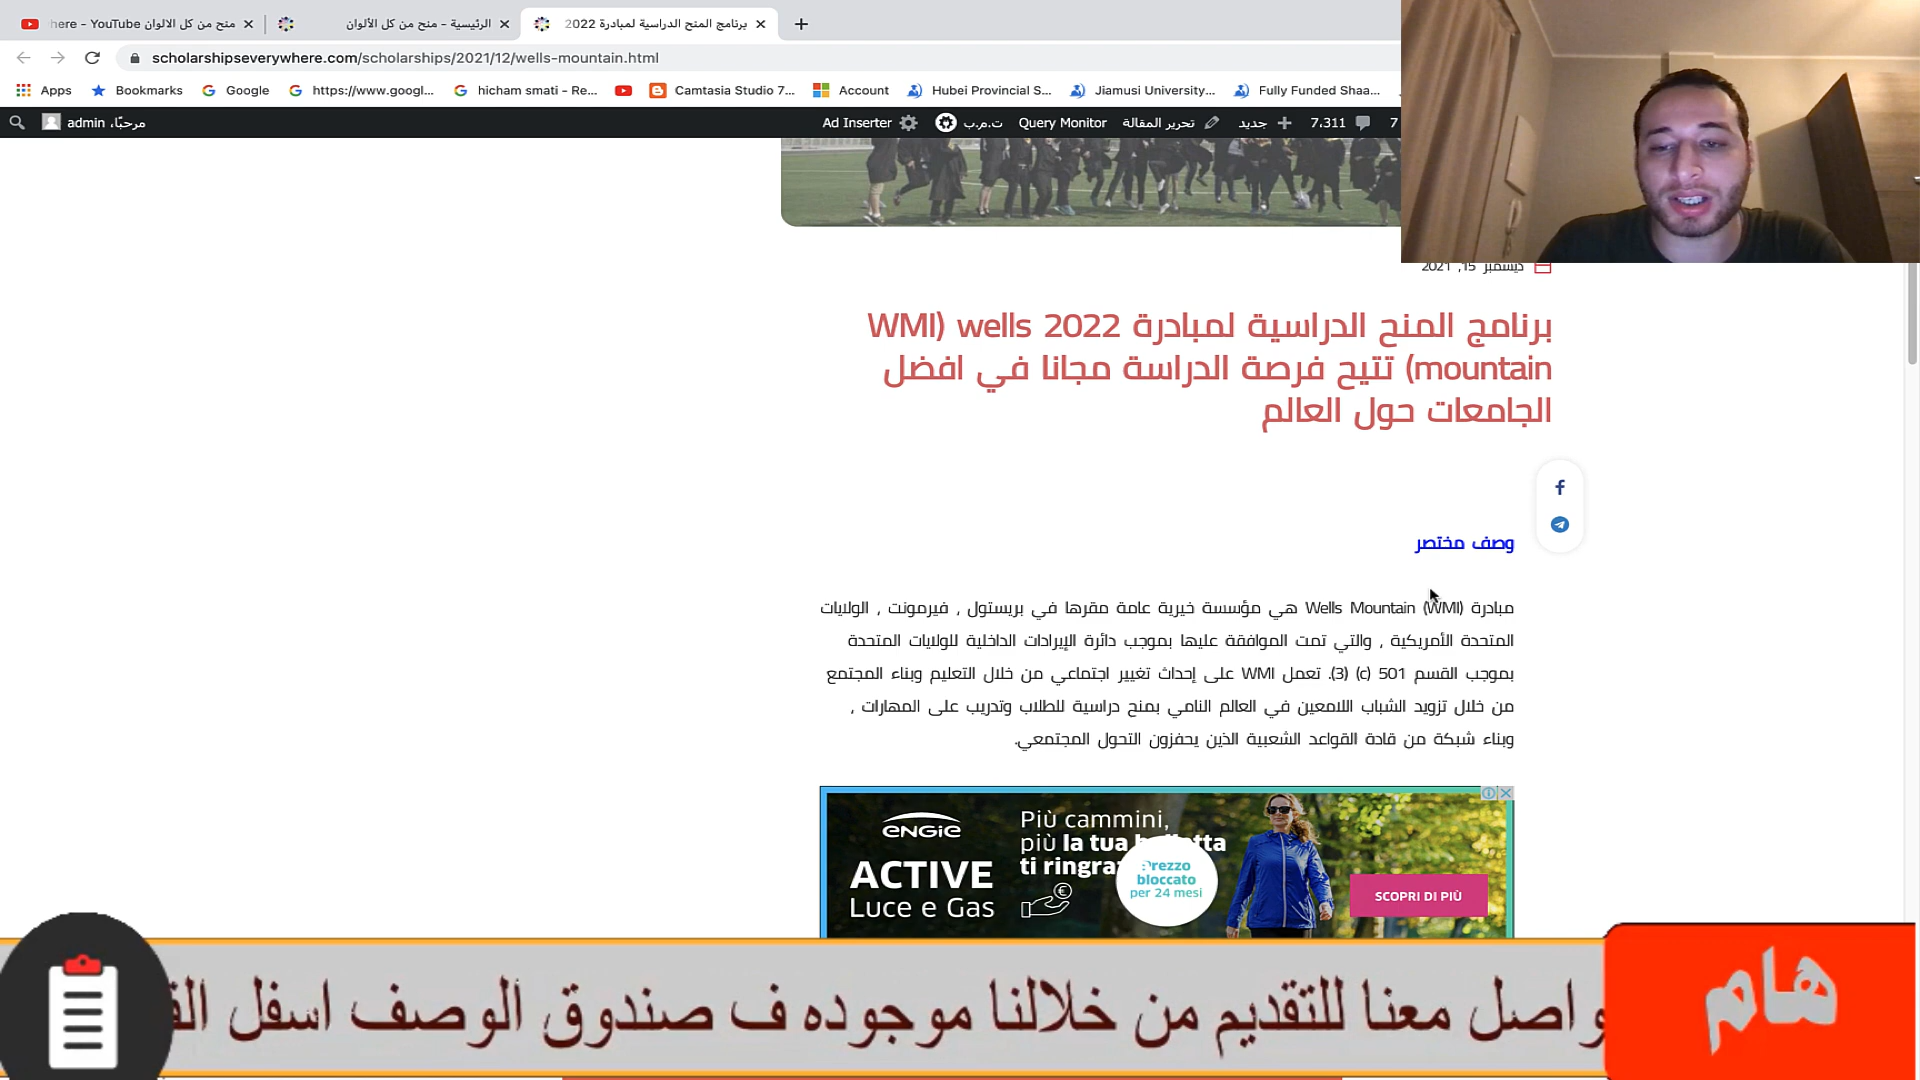 here - YouTube منح من كل الالوان
الرئيسية - منح من كل الألوان
برنامج المنح الدراسية لمبادرة 2022
scholarshipseverywhere.com/scholarships/2021/12/wells-mountain.html
Apps
Bookmarks
Google
https://www.googl...
hicham smati - Re...
Camtasia Studio 7...
Account
Hubei Provincial S...
Jiamusi University...
Fully Funded Shaa...
مرحبًا، admin
Ad Inserter
ت.م.ب
Query Monitor
تحرير المقالة
جديد
7،311
7
ديسمبر 15, 2021
برنامج المنح الدراسية لمبادرة 2022 wells (WMI
mountain) تتيح فرصة الدراسة مجانا في افضل
الجامعات حول العالم
وصف مختصر
مبادرة Wells Mountain (WMI) هي مؤسسة خيرية عامة مقرها في بريستول ، فيرمونت ، الولايات
المتحدة الأمريكية ، والتي تمت الموافقة عليها بموجب دائرة الإيرادات الداخلية للولايات المتحدة
بموجب القسم 501 (c) (3). تعمل WMI على إحداث تغيير اجتماعي من خلال التعليم وبناء المجتمع
من خلال تزويد الشباب اللامعين في العالم النامي بمنح دراسية للطلاب وتدريب على المهارات ،
وبناء شبكة من قادة القواعد الشعبية الذين يحفزون التحول المجتمعي.
ENGIE
ACTIVE
Luce e Gas
Più cammini,
più la tua
ti
Prezzo
bloccato
per 24 mesi
SCOPRI DI PIÙ
هام
واصل معنا للتقديم من خلالنا موجوده ف صندوق الوصف اسفل